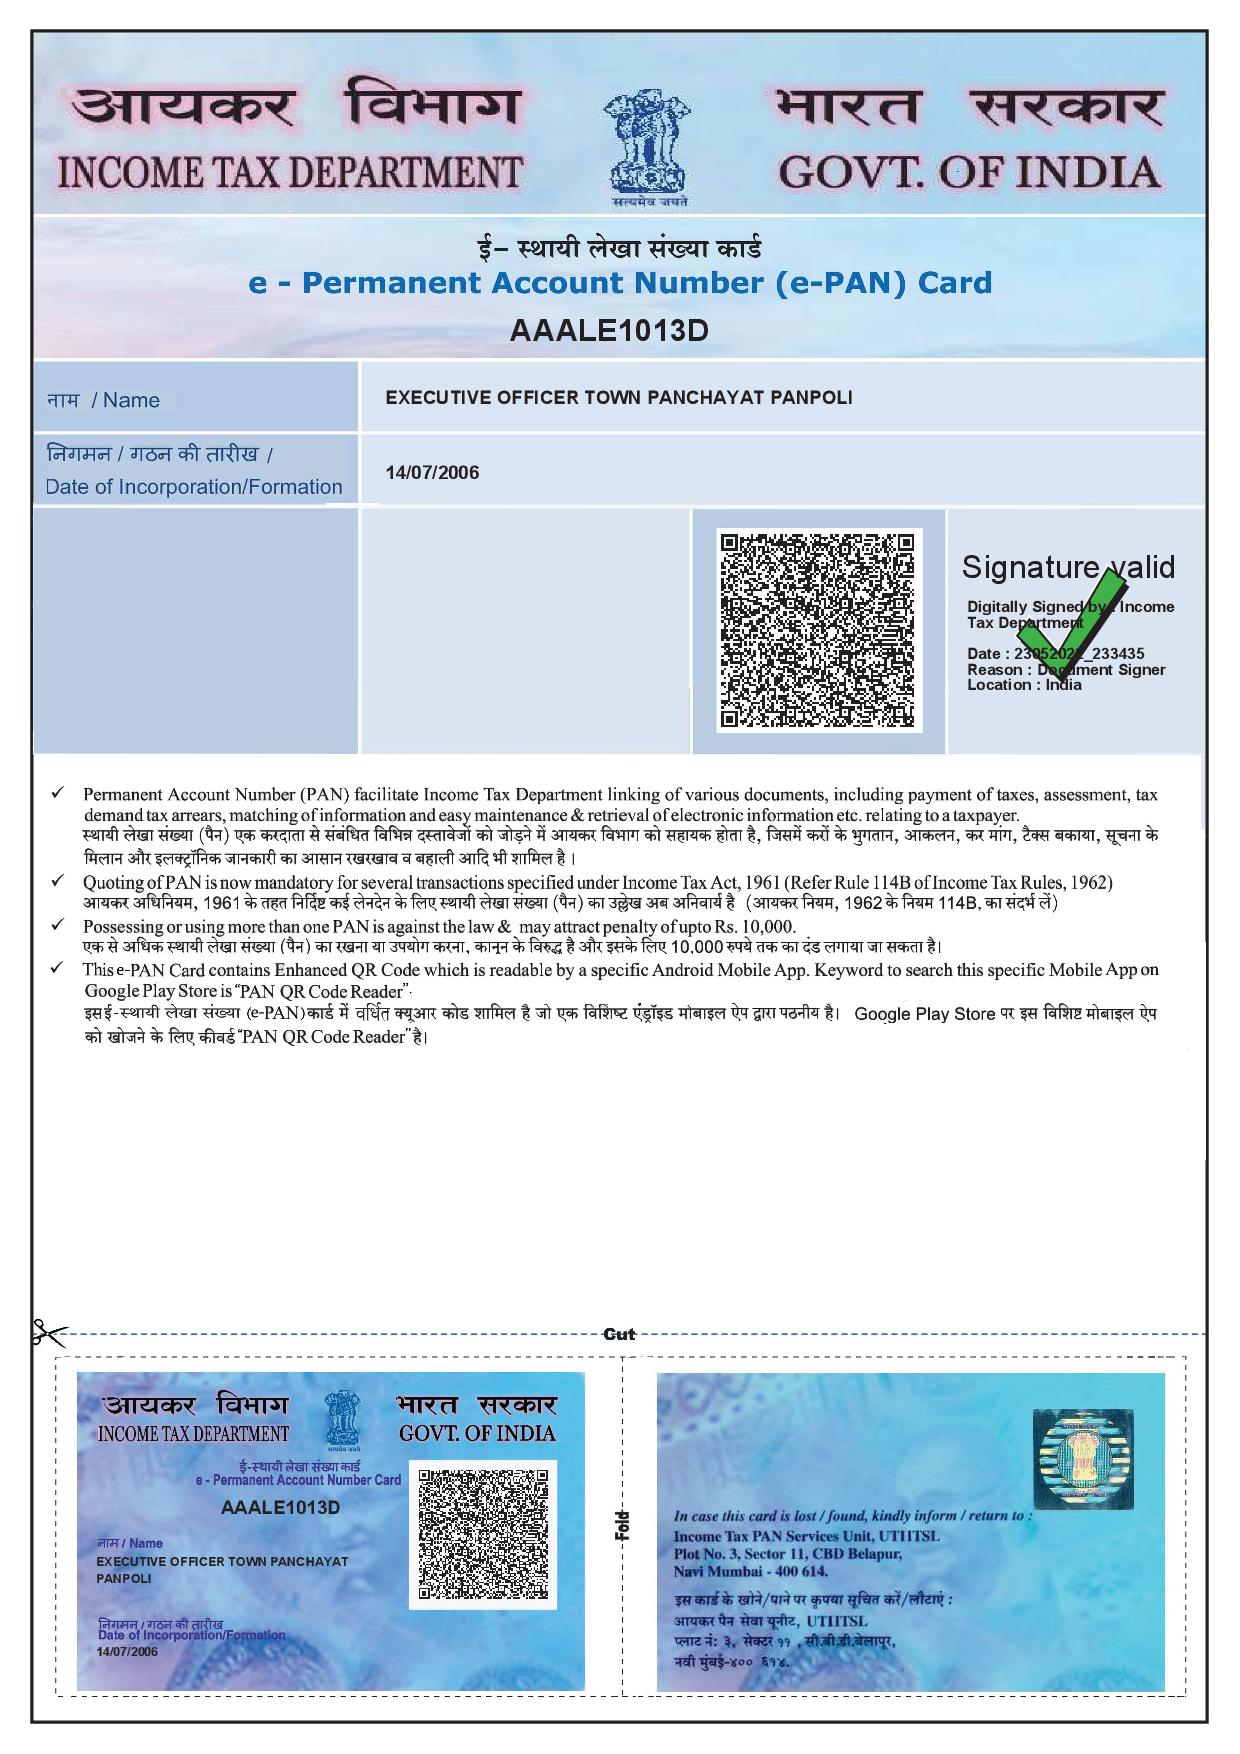 आयकर विभाग
INCOME TAX DEPARTMENT
सत्यमेव जयते
भारत सरकार
GOVT. OF INDIA
ई– स्थायी लेखा संख्या कार्ड
e - Permanent Account Number (e-PAN) Card
AAALE1013D
नाम / Name
EXECUTIVE OFFICER TOWN PANCHAYAT PANPOLI
निगमन / गठन की तारीख /
Date of Incorporation/Formation
14/07/2006
Signature valid
Digitally Signed by : Income
Tax Department
Date : _233435
Reason : Document Signer
Location : India
✓ Permanent Account Number (PAN) facilitate Income Tax Department linking of various documents, including payment of taxes, assessment, tax
demand tax arrears, matching of information and easy maintenance & retrieval of electronic information etc. relating to a taxpayer.
स्थायी लेखा संख्या (पैन) एक करदाता से संबंधित विभिन्न दस्तावेजों को जोड़ने में आयकर विभाग को सहायक होता है, जिसमें करों के भुगतान, आकलन, कर मांग, टैक्स बकाया, सूचना के
मिलान और इलक्ट्रॉनिक जानकारी का आसान रखरखाव व बहाली आदि भी शामिल है ।
✓ Quoting of PAN is now mandatory for several transactions specified under Income Tax Act, 1961 (Refer Rule 114B of Income Tax Rules, 1962)
आयकर अधिनियम, 1961 के तहत निर्दिष्ट कई लेनदेन के लिए स्थायी लेखा संख्या (पैन) का उल्लेख अब अनिवार्य है (आयकर नियम, 1962 के नियम 114B, का संदर्भ लें)
✓ Possessing or using more than one PAN is against the law & may attract penalty of upto Rs. 10,000.
एक से अधिक स्थायी लेखा संख्या (पैन) का रखना या उपयोग करना, कानून के विरुद्ध है और इसके लिए 10,000 रुपये तक का दंड लगाया जा सकता है।
✓ This e-PAN Card contains Enhanced QR Code which is readable by a specific Android Mobile App. Keyword to search this specific Mobile App on
Google Play Store is "PAN QR Code Reader".
इसई-स्थायी लेखा संख्या (e-PAN)कार्ड में वर्धित क्यूआर कोड शामिल है जो एक विशिष्ट एंड्रॉइड मोबाइल ऐप द्वारा पठनीय है। Google Play Store पर इस विशिष्ट मोबाइल ऐप
को खोजने के लिए कीवर्ड "PAN QR Code Reader" है।
Cut
आयकर विभाग
INCOME TAX DEPARTMENT
सत्यमेव जयते
भारत सरकार
GOVT. OF INDIA
ई-स्थायी लेखा संख्या कार्ड
e - Permanent Account Number Card
AAALE1013D
नाम / Name
EXECUTIVE OFFICER TOWN PANCHAYAT
PANPOLI
निगमन / गठन की तारीख
Date of Incorporation/Formation
14/07/2006
Fold
In case this card is lost / found, kindly inform / return to :
Income Tax PAN Services Unit, UTIITSL
Plot No. 3, Sector 11, CBD Belapur,
Navi Mumbai - 400 614.
इस कार्ड के खोने/पाने पर कृपया सूचित करें/लौटाएं :
आयकर पैन सेवा यूनीट, UTIITSL
प्लाट नं: ३, सेक्टर ११ , सी.बी.डी.बेलापूर,
नवी मुंबई-४०० ६१४.